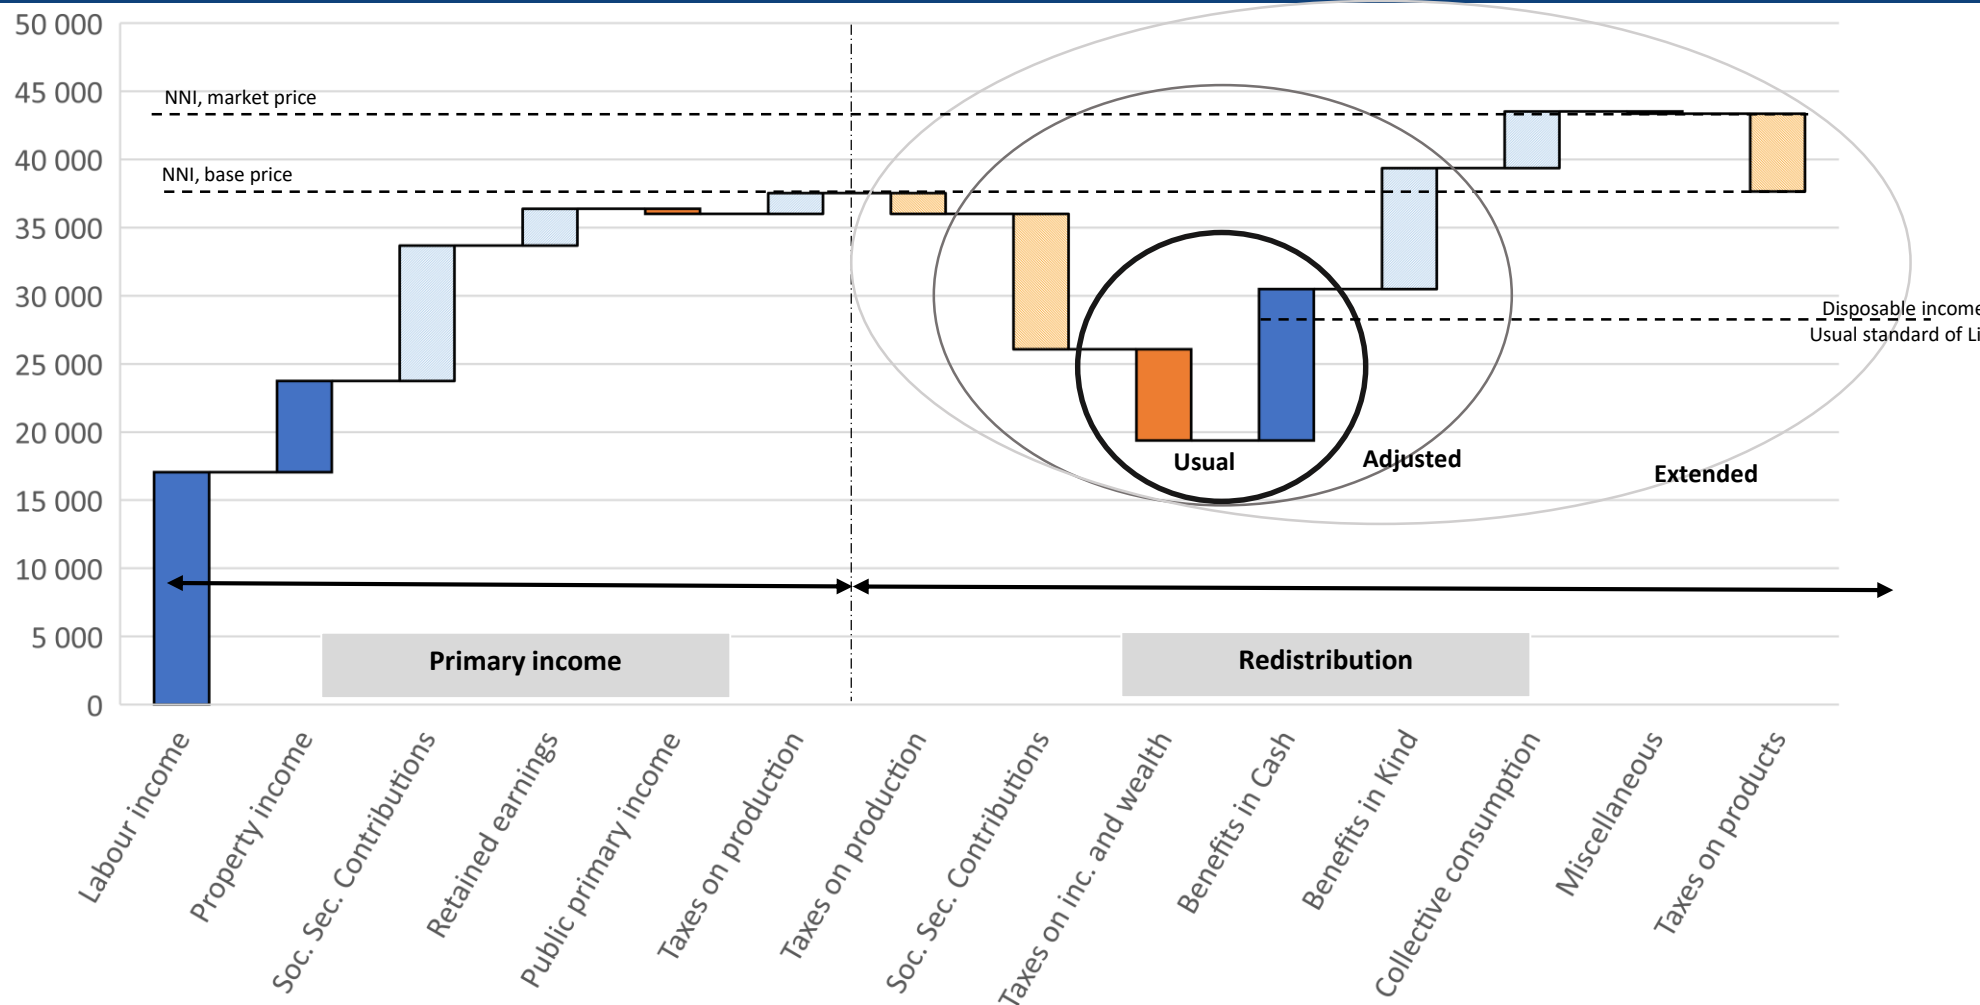 50 000
45 000
40 000
35 000
30 000
25 000
20 000
15 000
10 000
5 000
0
NNI, market price
NNI, base price
Disposable income
Usual standard of Li
Usual
Adjusted
Extended
Primary income
Redistribution
Labour income
Property income
Soc. Sec. Contributions
Retained earnings
Public primary income
Taxes on production
Taxes on production
Soc. Sec. Contributions
Taxes on inc. and wealth
Benefits in Cash
Benefits in Kind
Collective consumption
Miscellaneous
Taxes on products